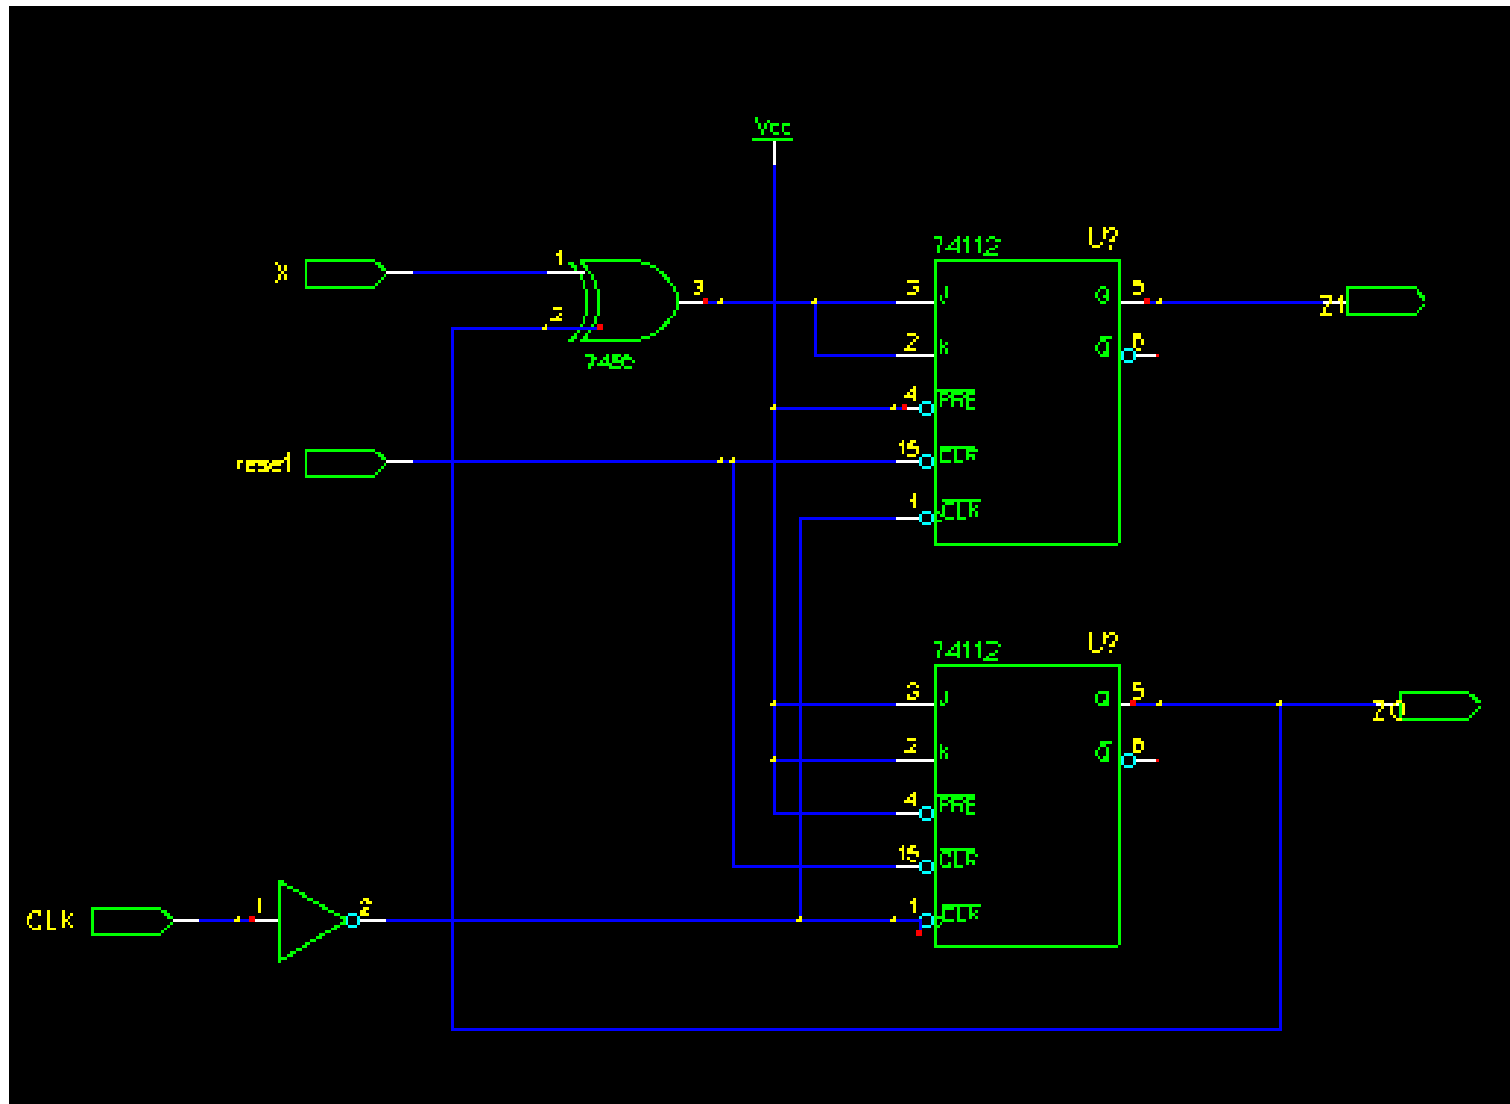 Vcc
74112 U?
X 1 3 3 J Q 5
2 2 K Q 6
7486
4 PRE
reset 15 CLR
1 CLK
Z1
74112 U?
3 J Q 5 Z0
2 K Q 6
4 PRE
15 CLR
CLK 1 2 1 CLK